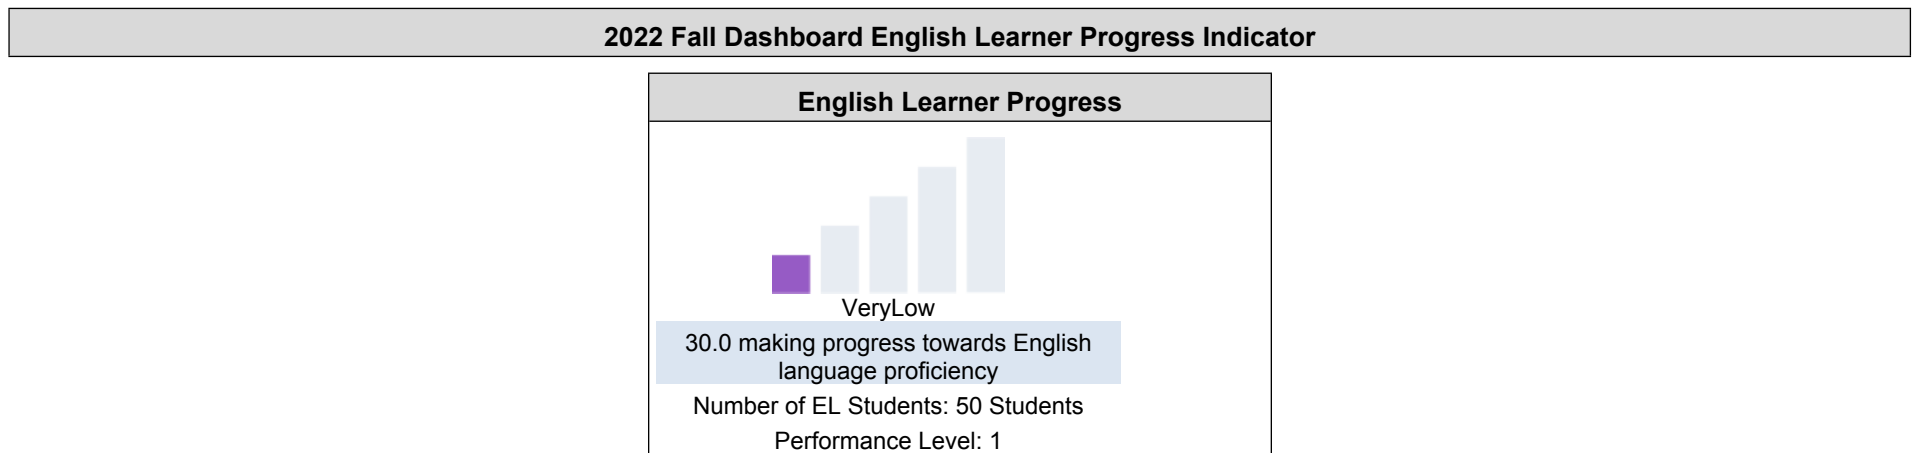 2022 Fall Dashboard English Learner Progress Indicator
English Learner Progress
VeryLow
30.0 making progress towards English
language proficiency
Number of EL Students: 50 Students
Performance Level: 1